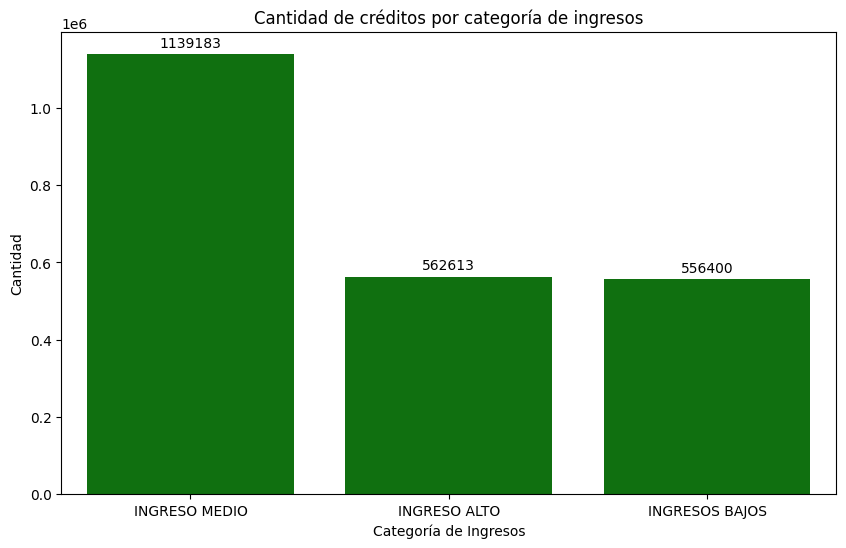 Cantidad de créditos por categoría de ingresos
1e6
1139183
562613
556400
1.0
0.8
0.6
0.4
0.2
0.0
Cantidad
INGRESO MEDIO
INGRESO ALTO
INGRESOS BAJOS
Categoría de Ingresos